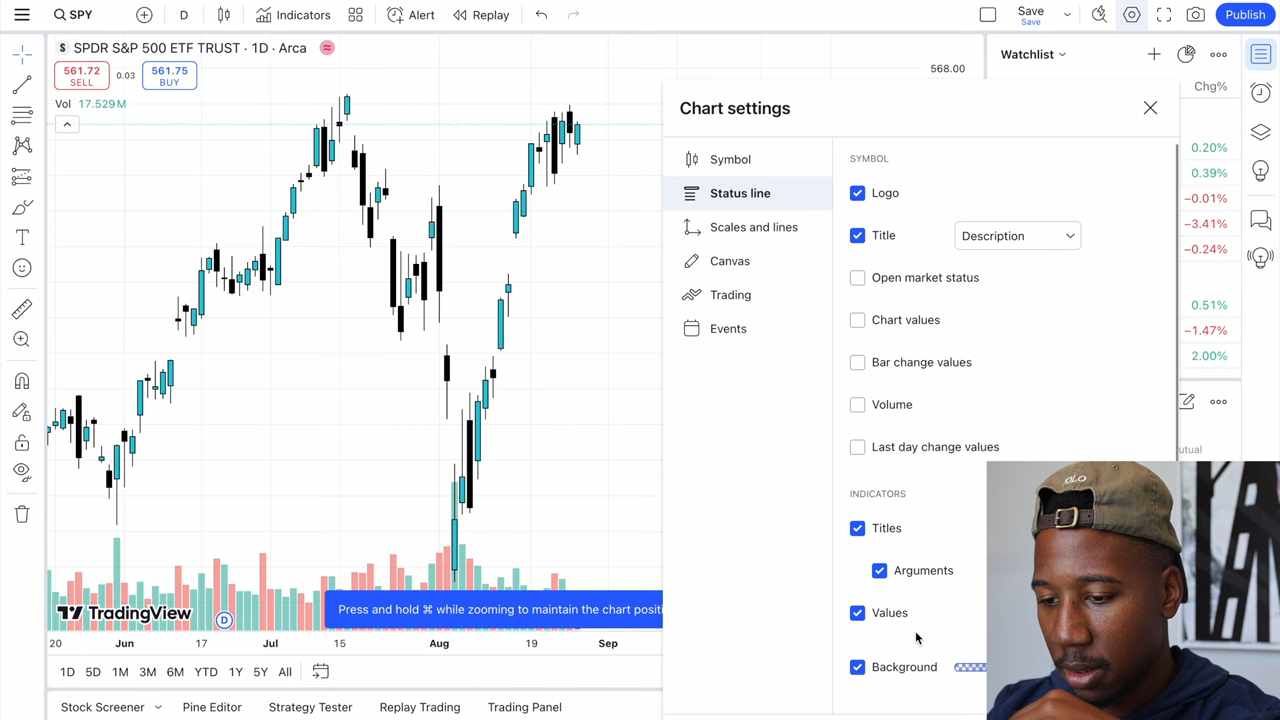 SPY
D
Indicators
Alert
Replay
Save
Save
Publish
S SPDR S&P 500 ETF TRUST · 1D · Arca
561.72
SELL
0.03
561.75
BUY
Vol 17.529 M
568.00
Watchlist
Chg%
0.20%
0.39%
−0.01%
−3.41%
−0.24%
0.51%
−1.47%
2.00%
utual
Chart settings
Symbol
Status line
Scales and lines
Canvas
Trading
Events
SYMBOL
Logo
Title
Description
Open market status
Chart values
Bar change values
Volume
Last day change values
INDICATORS
Titles
Arguments
Values
Background
POLO
TradingView
D
Press and hold ⌘ while zooming to maintain the chart positi
20 Jun 17 Jul 15 Aug 19 Sep
1D 5D 1M 3M 6M YTD 1Y 5Y All
Stock Screener Pine Editor Strategy Tester Replay Trading Trading Panel